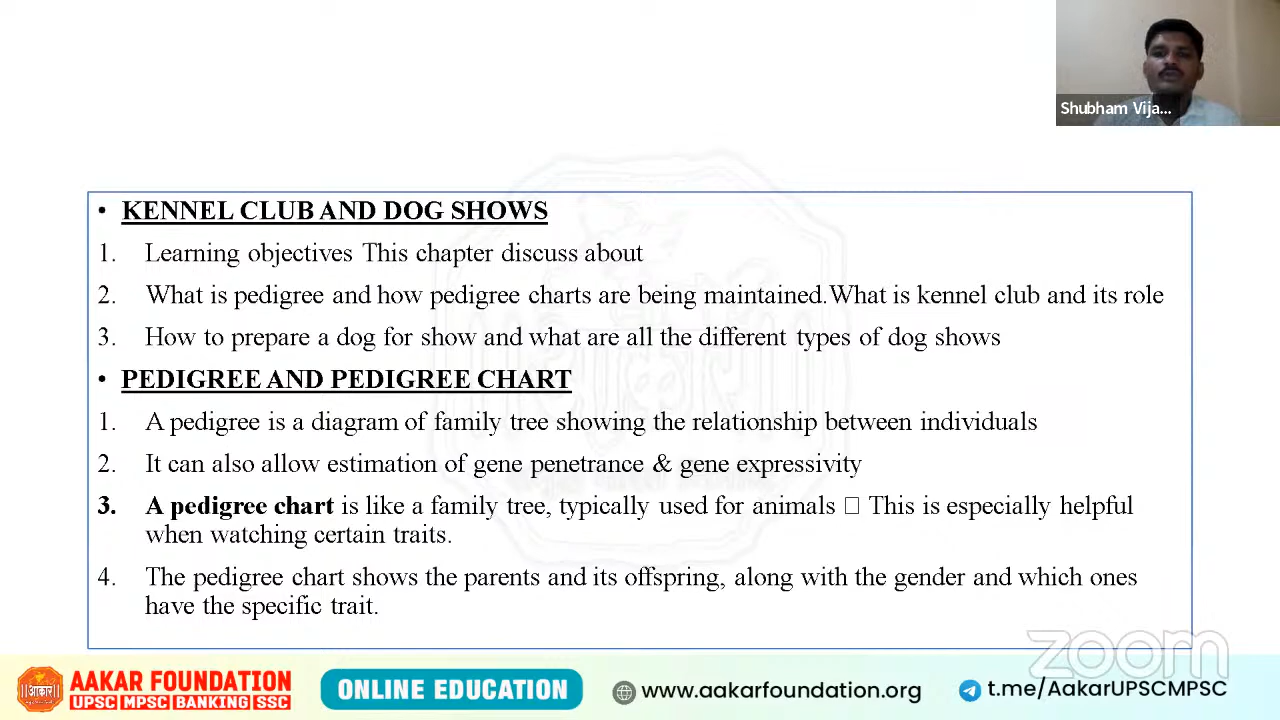 Shubham Vija...
• KENNEL CLUB AND DOG SHOWS
1. Learning objectives This chapter discuss about
2. What is pedigree and how pedigree charts are being maintained.What is kennel club and its role
3. How to prepare a dog for show and what are all the different types of dog shows
• PEDIGREE AND PEDIGREE CHART
1. A pedigree is a diagram of family tree showing the relationship between individuals
2. It can also allow estimation of gene penetrance & gene expressivity
3. A pedigree chart is like a family tree, typically used for animals □ This is especially helpful
when watching certain traits.
4. The pedigree chart shows the parents and its offspring, along with the gender and which ones
have the specific trait.
zoom
आकार
AAKAR FOUNDATION
UPSC MPSC BANKING SSC
ONLINE EDUCATION
www.aakarfoundation.org
t.me/AakarUPSCMPSC